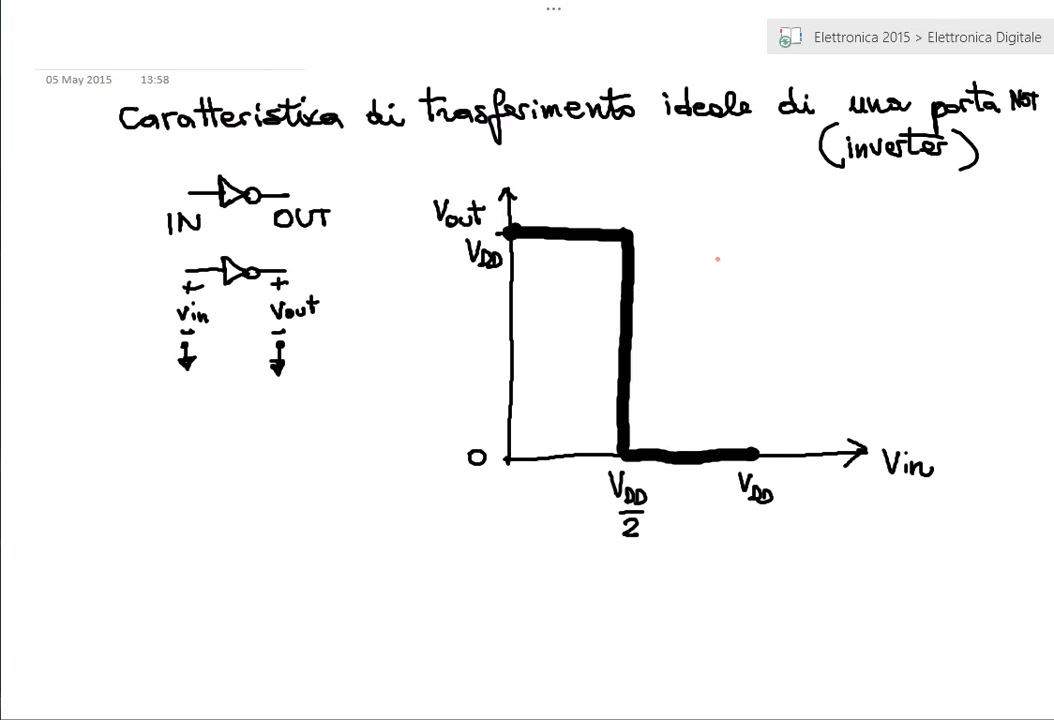 Elettronica 2015 > Elettronica Digitale
05 May 2015 13:58
Caratteristica di trasferimento ideale di una porta NOT
(inverter)
IN OUT
+ +
Vin Vout
- -
Vout
VDD
0
Vin
VDD
2
VDD